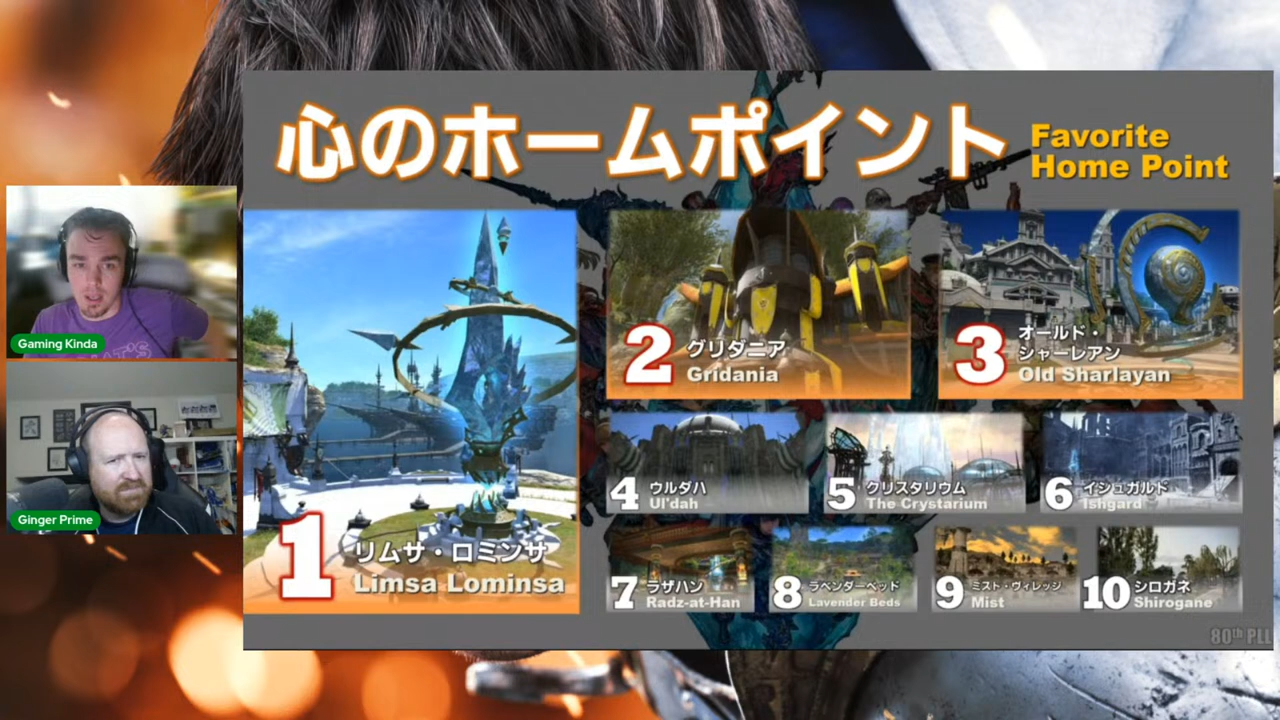 心のホームポイント
Favorite
Home Point
1
リムサ・ロミンサ
Limsa Lominsa
2
グリダニア
Gridania
3
オールド・
シャーレアン
Old Sharlayan
4
ウルダハ
Ul'dah
5
クリスタリウム
The Crystarium
6
イシュガルド
Ishgard
7
ラザハン
Radz-at-Han
8
ラベンダーベッド
Lavender Beds
9
ミスト・ヴィレッジ
Mist
10
シロガネ
Shirogane
80th PLL
Gaming Kinda
Ginger Prime